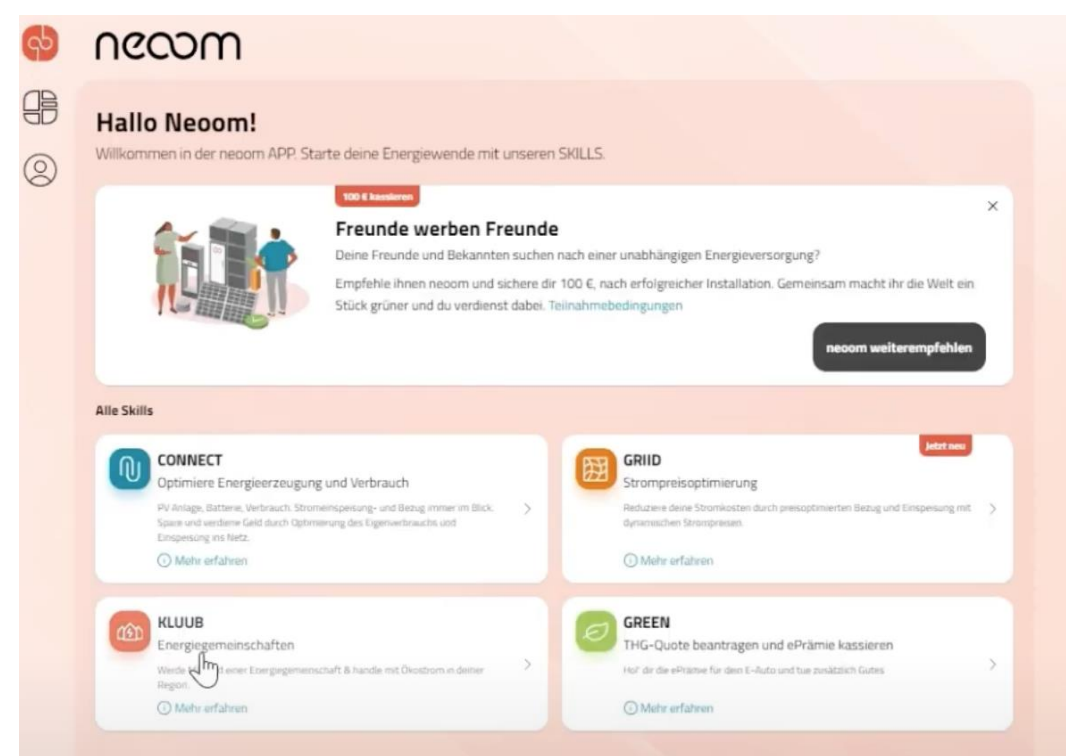 neoom
Hallo Neoom!
Willkommen in der neoom APP. Starte deine Energiewende mit unseren SKILLS.
100 € kassieren
Freunde werben Freunde
Deine Freunde und Bekannten suchen nach einer unabhängigen Energieversorgung?
Empfehle ihnen neoom und sichere dir 100 €, nach erfolgreicher Installation. Gemeinsam macht ihr die Welt ein
Stück grüner und du verdienst dabei. Teilnahmebedingungen
neoom weiterempfehlen
Alle Skills
CONNECT
Optimiere Energieerzeugung und Verbrauch
PV Anlage, Batterie, Verbrauch. Stromeinspeisung- und Bezug immer im Blick.
Spare und verdiene Geld durch Optimierung des Eigenverbrauchs und
Einspeisung ins Netz.
Mehr erfahren
Jetzt neu
GRIID
Strompreisoptimierung
Reduziere deine Stromkosten durch preisoptimierten Bezug und Einspeisung mit
dynamischen Strompreisen.
Mehr erfahren
KLUUB
Energiegemeinschaften
Werde einer Energiegemeinschaft & handle mit Ökostrom in deiner
Region.
Mehr erfahren
GREEN
THG-Quote beantragen und ePrämie kassieren
Hol' dir die ePrämie für dein E-Auto und tue zusätzlich Gutes
Mehr erfahren